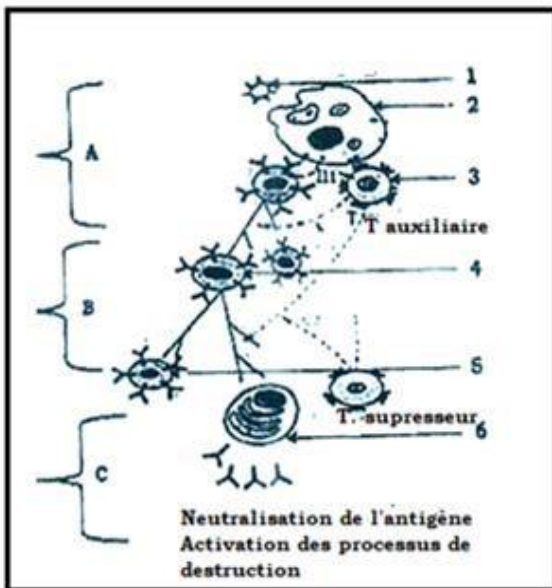 1
2
A
3
T auxiliaire
4
B
5
T. supresseur
6
C
Neutralisation de l'antigène
Activation des processus de
destruction